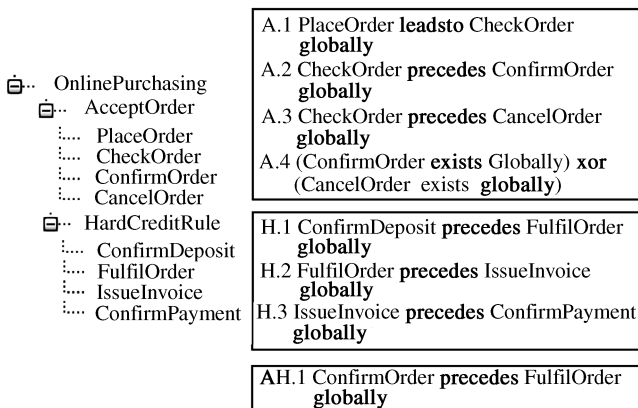 OnlinePurchasing
AcceptOrder
PlaceOrder
CheckOrder
ConfirmOrder
CancelOrder
HardCreditRule
ConfirmDeposit
FulfilOrder
IssueInvoice
ConfirmPayment
A.1 PlaceOrder leadsto CheckOrder
globally
A.2 CheckOrder precedes ConfirmOrder
globally
A.3 CheckOrder precedes CancelOrder
globally
A.4 (ConfirmOrder exists Globally) xor
(CancelOrder exists globally)
H.1 ConfirmDeposit precedes FulfilOrder
globally
H.2 FulfilOrder precedes IssueInvoice
globally
H.3 IssueInvoice precedes ConfirmPayment
globally
AH.1 ConfirmOrder precedes FulfilOrder
globally